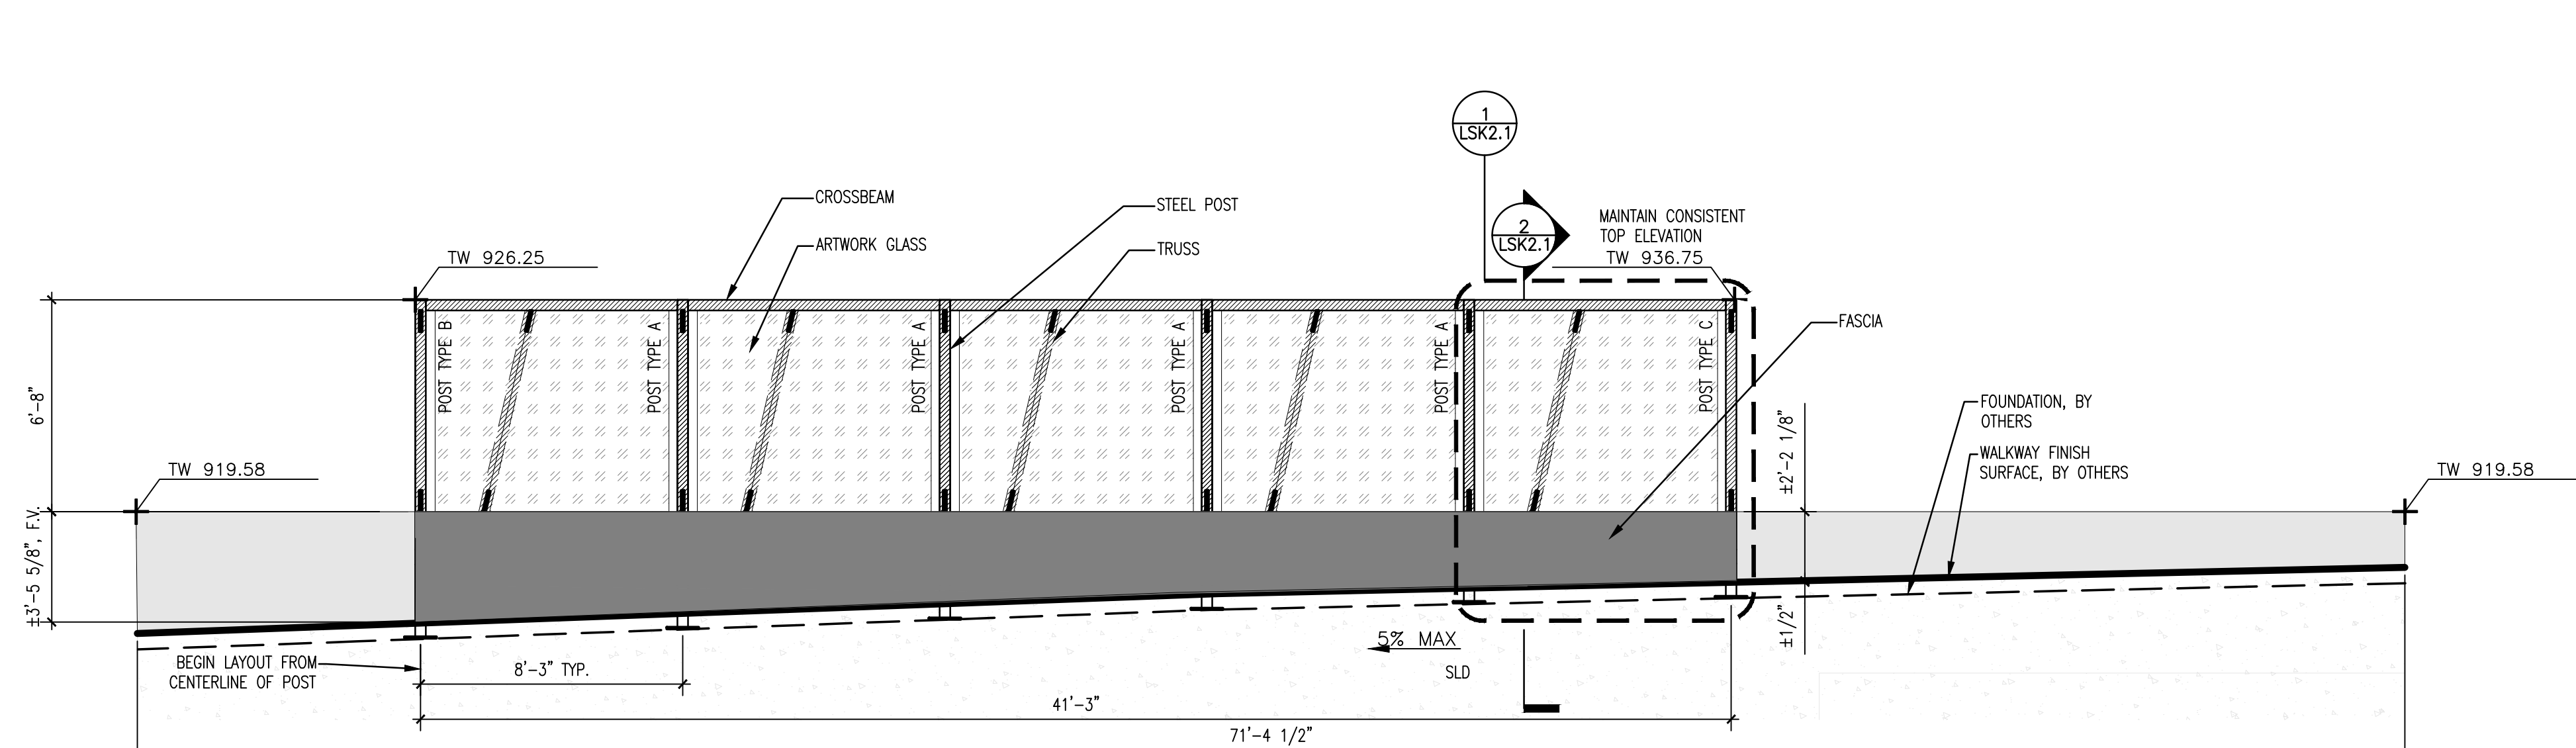 1
LSK2.1
2
LSK2.1
MAINTAIN CONSISTENT
TOP ELEVATION
TW 936.75
CROSSBEAM
STEEL POST
ARTWORK GLASS
TRUSS
TW 926.25
FASCIA
POST TYPE B
POST TYPE A
POST TYPE A
POST TYPE A
POST TYPE A
POST TYPE C
6'-8"
±3'-5 5/8", F.V.
TW 919.58
±2'-2 1/8"
±1/2"
FOUNDATION, BY
OTHERS
WALKWAY FINISH
SURFACE, BY OTHERS
TW 919.58
BEGIN LAYOUT FROM
CENTERLINE OF POST
8'-3" TYP.
5% MAX
SLD
41'-3"
71'-4 1/2"